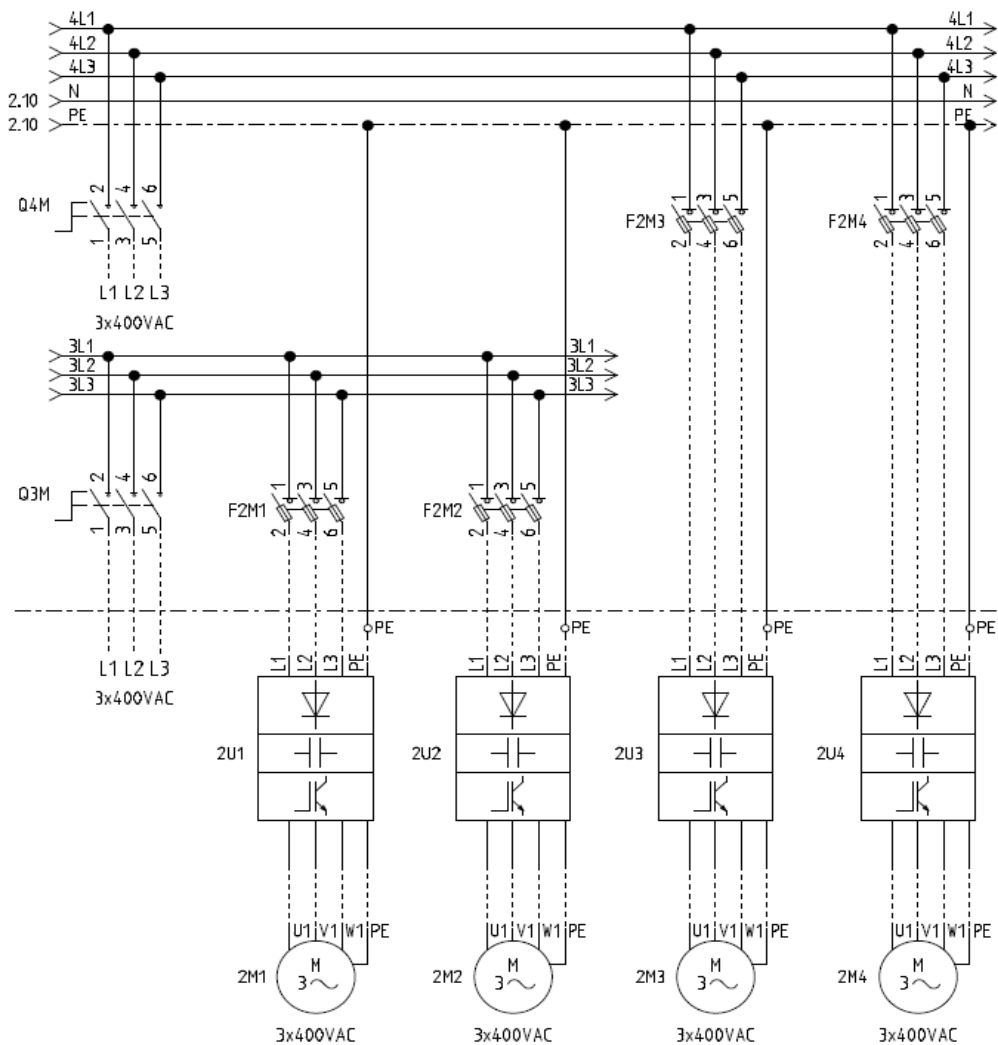 4L1 4L1
4L2 4L2
4L3 4L3
2.10 N N
2.10 PE PE
Q4M 2 4 6 F2M3 1 3 5 F2M4 1 3 5
1 3 5 2 4 6 2 4 6
L1 L2 L3
3x400VAC
3L1 3L1
3L2 3L2
3L3 3L3
Q3M 2 4 6 F2M1 1 3 5 F2M2 1 3 5
1 3 5 2 4 6 2 4 6
PE PE PE PE
L1 L2 L3 L1 L2 L3 PE L1 L2 L3 PE L1 L2 L3 PE L1 L2 L3 PE
3x400VAC
2U1 2U2 2U3 2U4
U1 V1 W1 PE U1 V1 W1 PE U1 V1 W1 PE U1 V1 W1 PE
2M1 M 2M2 M 2M3 M 2M4 M
3 ~ 3 ~ 3 ~ 3 ~
3x400VAC 3x400VAC 3x400VAC 3x400VAC